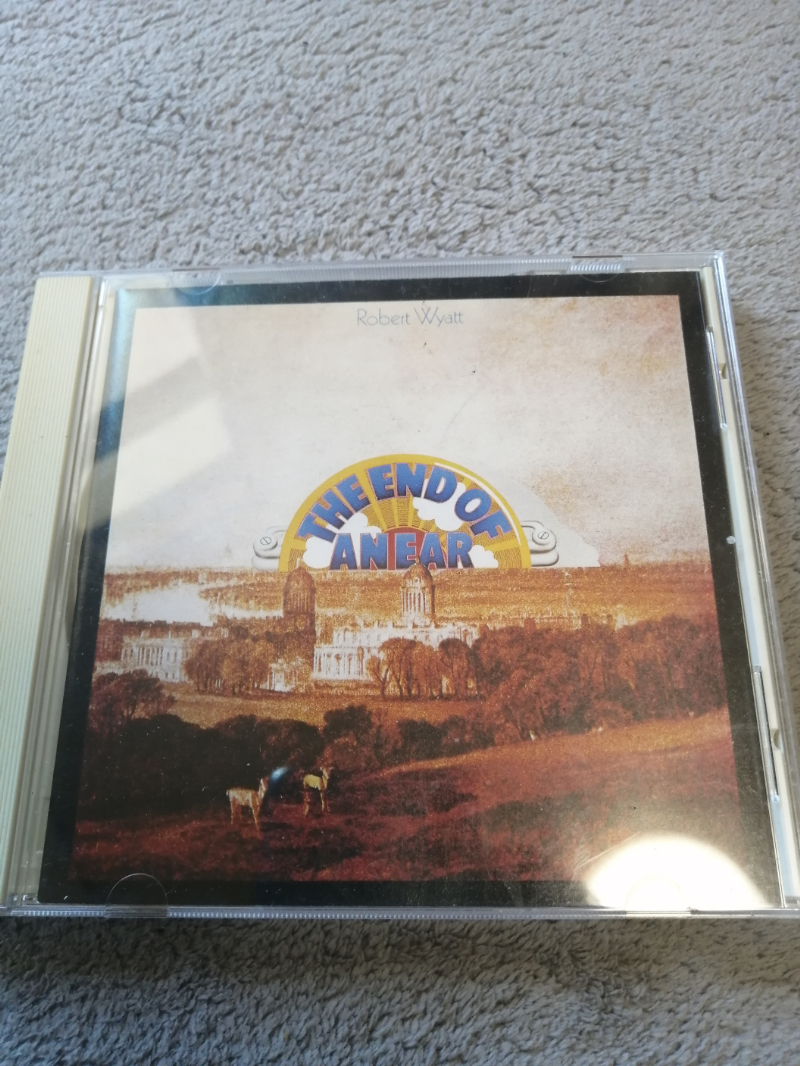 Robert Wyatt
THE END OF
AN EAR